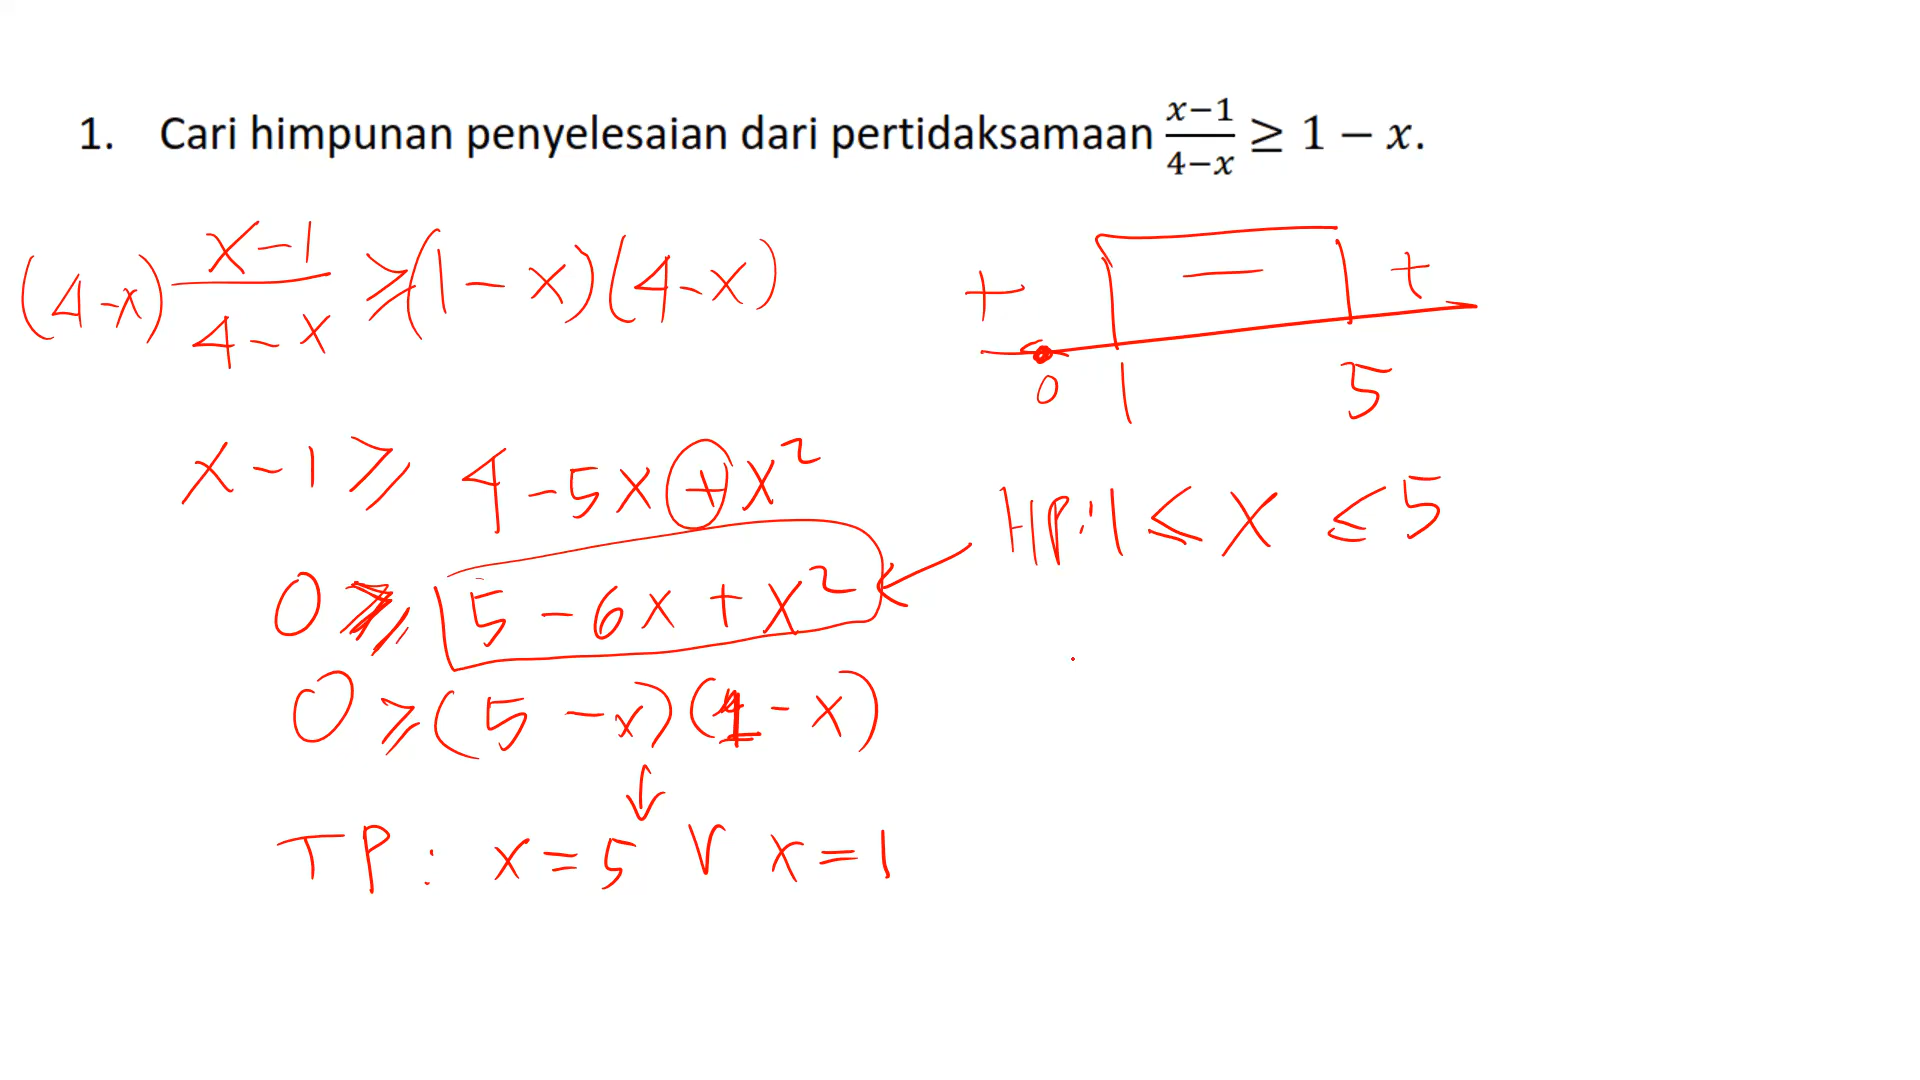 1. Cari himpunan penyelesaian dari pertidaksamaan (x−1)/(4−x) ≥ 1 − x.
(4-x) (x-1)/(4-x) ≥ (1-x)(4-x)
x-1 ≥ 4-5x+x²
0 ≥ 5-6x+x²
0 ≥ (5-x)(1-x)
TP: x=5 V x=1
+ − +
0 1 5
HP: 1 ≤ x ≤ 5